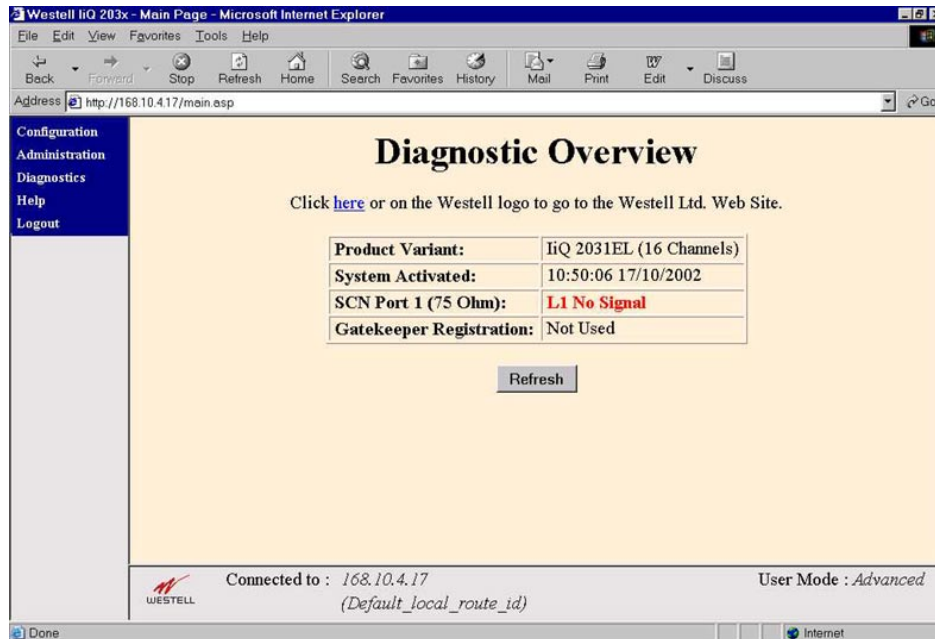 Westell IiQ 203x - Main Page - Microsoft Internet Explorer
File Edit View Favorites Tools Help
Back Forward Stop Refresh Home Search Favorites History Mail Print Edit Discuss
Address http://168.10.4.17/main.asp Go
Configuration
Administration
Diagnostics
Help
Logout
Diagnostic Overview
Click here or on the Westell logo to go to the Westell Ltd. Web Site.
Product Variant: IiQ 2031EL (16 Channels)
System Activated: 10:50:06 17/10/2002
SCN Port 1 (75 Ohm): L1 No Signal
Gatekeeper Registration: Not Used
Refresh
WESTELL
Connected to : 168.10.4.17
(Default_local_route_id)
User Mode : Advanced
Done Internet